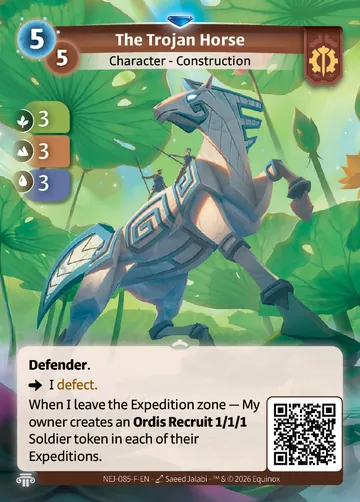 5
The Trojan Horse
5
Character - Construction
3
3
3
Defender.
I defect.
When I leave the Expedition zone — My
owner creates an Ordis Recruit 1/1/1
Soldier token in each of their
Expeditions.
NEJ-085-F-EN - Saeed Jalabi - ™ & © 2026 Equinox